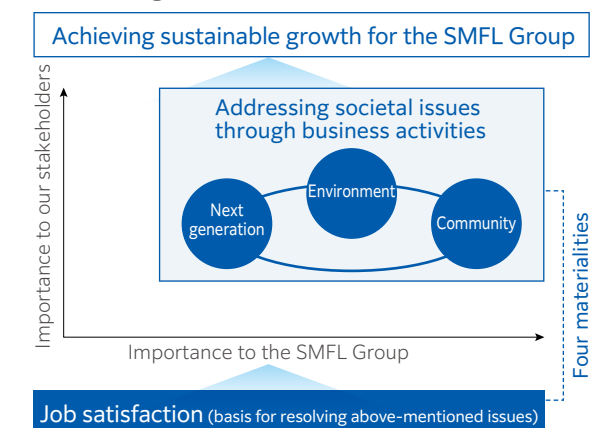 Achieving sustainable growth for the SMFL Group
Importance to our stakeholders
Addressing societal issues
through business activities
Environment
Next
generation
Community
Four materialities
Importance to the SMFL Group
Job satisfaction (basis for resolving above-mentioned issues)